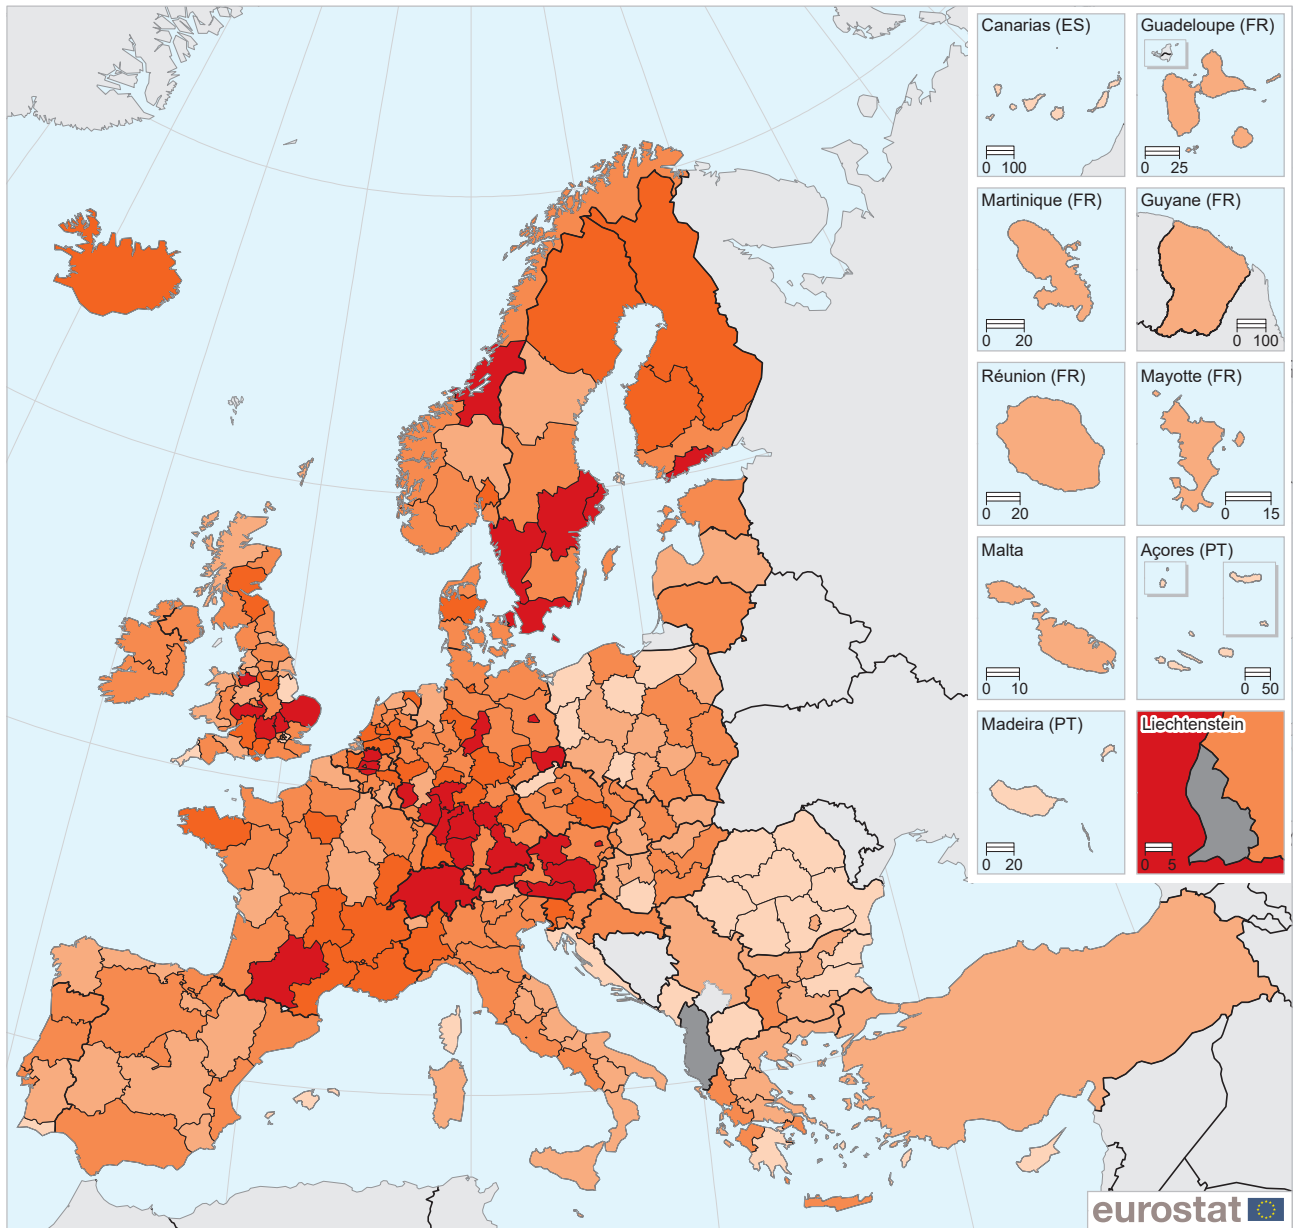 Canarias (ES)
0 100
Guadeloupe (FR)
0 25
Martinique (FR)
0 20
Guyane (FR)
0 100
Réunion (FR)
0 20
Mayotte (FR)
0 15
Malta
0 10
Açores (PT)
0 50
Madeira (PT)
0 20
Liechtenstein
0 5
eurostat